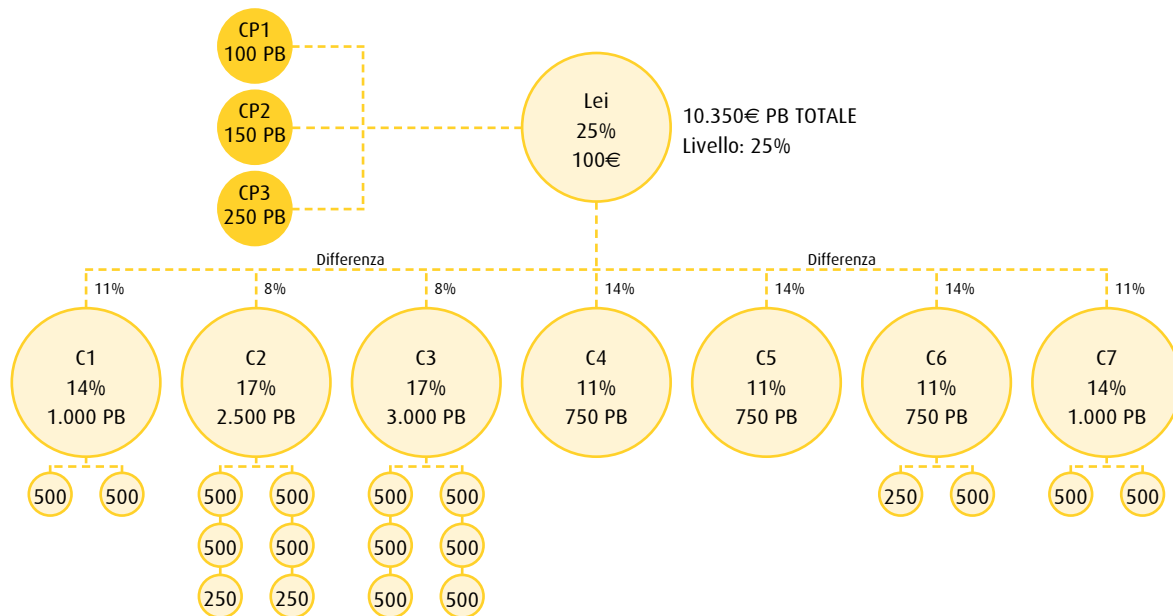 CP1
100 PB
CP2
150 PB
CP3
250 PB
Lei
25%
100€
10.350€ PB TOTALE
Livello: 25%
Differenza
Differenza
11%
8%
8%
14%
14%
14%
11%
C1
14%
1.000 PB
C2
17%
2.500 PB
C3
17%
3.000 PB
C4
11%
750 PB
C5
11%
750 PB
C6
11%
750 PB
C7
14%
1.000 PB
500
500
500
500
500
500
250
250
500
500
500
500
500
500
250
500
500
500